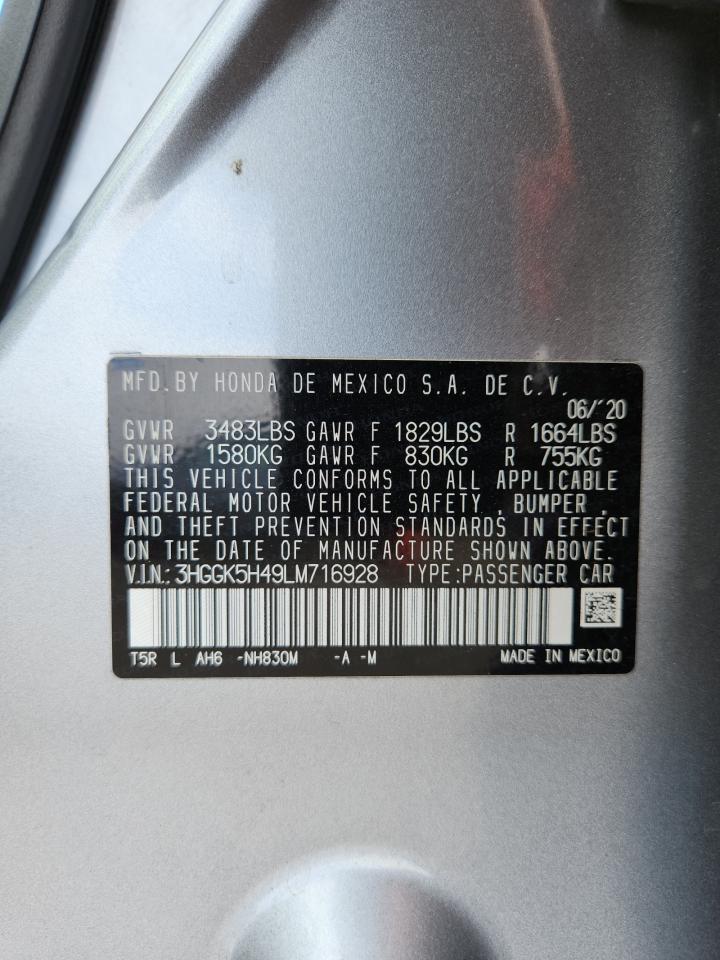 MFD.BY HONDA DE MEXICO S.A. DE C.V.
06/'20
GVWR 3483LBS GAWR F 1829LBS R 1664LBS
GVWR 1580KG GAWR F 830KG R 755KG
THIS VEHICLE CONFORMS TO ALL APPLICABLE
FEDERAL MOTOR VEHICLE SAFETY , BUMPER ,
AND THEFT PREVENTION STANDARDS IN EFFECT
ON THE DATE OF MANUFACTURE SHOWN ABOVE.
V.I.N.:3HGGK5H49LM716928 TYPE:PASSENGER CAR
T5R L AH6 -NH830M -A -M MADE IN MEXICO